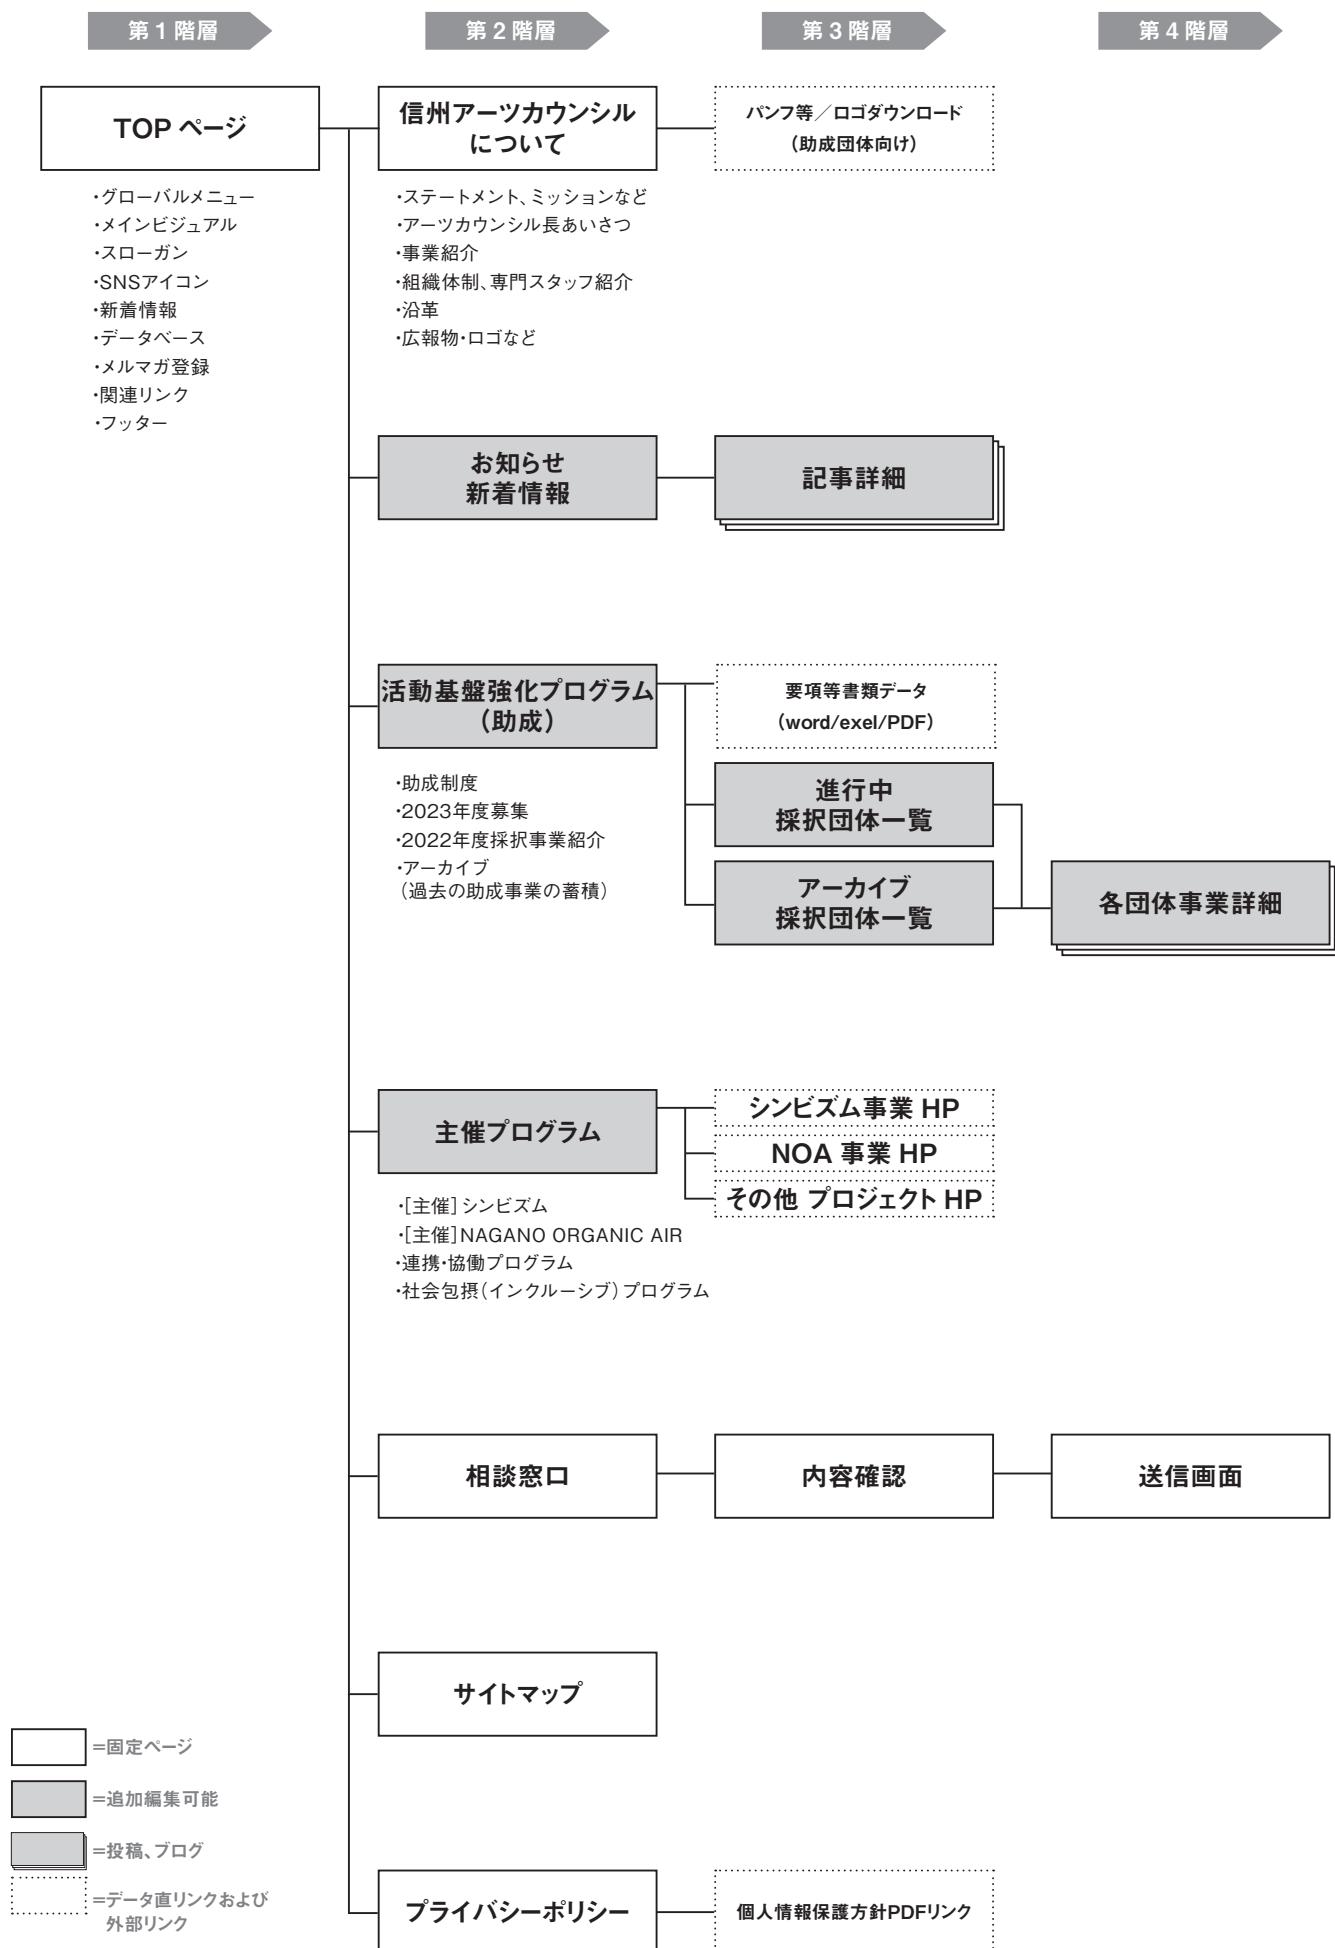 第1階層
第2階層
第3階層
第4階層
TOP ページ
・グローバルメニュー
・メインビジュアル
・スローガン
・SNSアイコン
・新着情報
・データベース
・メルマガ登録
・関連リンク
・フッター
信州アーツカウンシル
について
・ステートメント、ミッションなど
・アーツカウンシル長あいさつ
・事業紹介
・組織体制、専門スタッフ紹介
・沿革
・広報物・ロゴなど
パンフ等／ロゴダウンロード
（助成団体向け）
お知らせ
新着情報
記事詳細
活動基盤強化プログラム
（助成）
・助成制度
・2023年度募集
・2022年度採択事業紹介
・アーカイブ
（過去の助成事業の蓄積）
要項等書類データ
（word/exel/PDF）
進行中
採択団体一覧
アーカイブ
採択団体一覧
各団体事業詳細
主催プログラム
・［主催］シンビズム
・［主催］NAGANO ORGANIC AIR
・連携・協働プログラム
・社会包摂（インクルーシブ）プログラム
シンビズム事業 HP
NOA 事業 HP
その他 プロジェクト HP
相談窓口
内容確認
送信画面
サイトマップ
プライバシーポリシー
個人情報保護方針PDFリンク
=固定ページ
=追加編集可能
=投稿、ブログ
=データ直リンクおよび
外部リンク